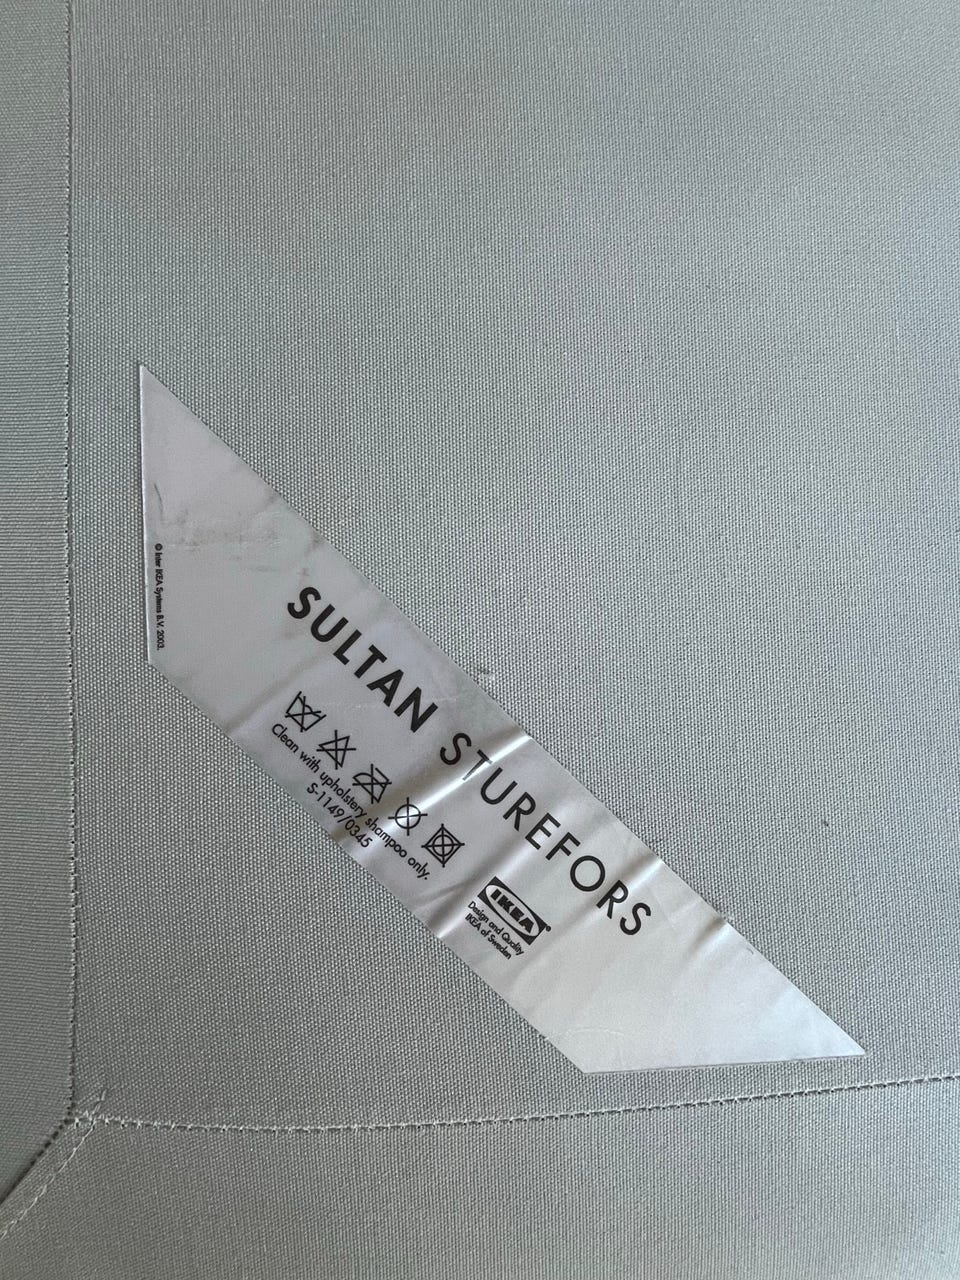 © Inter IKEA Systems B.V. 2003.
SULTAN STUREFORS
Clean with upholstery shampoo only.
S-1149/0345
IKEA®
Design and Quality
IKEA of Sweden